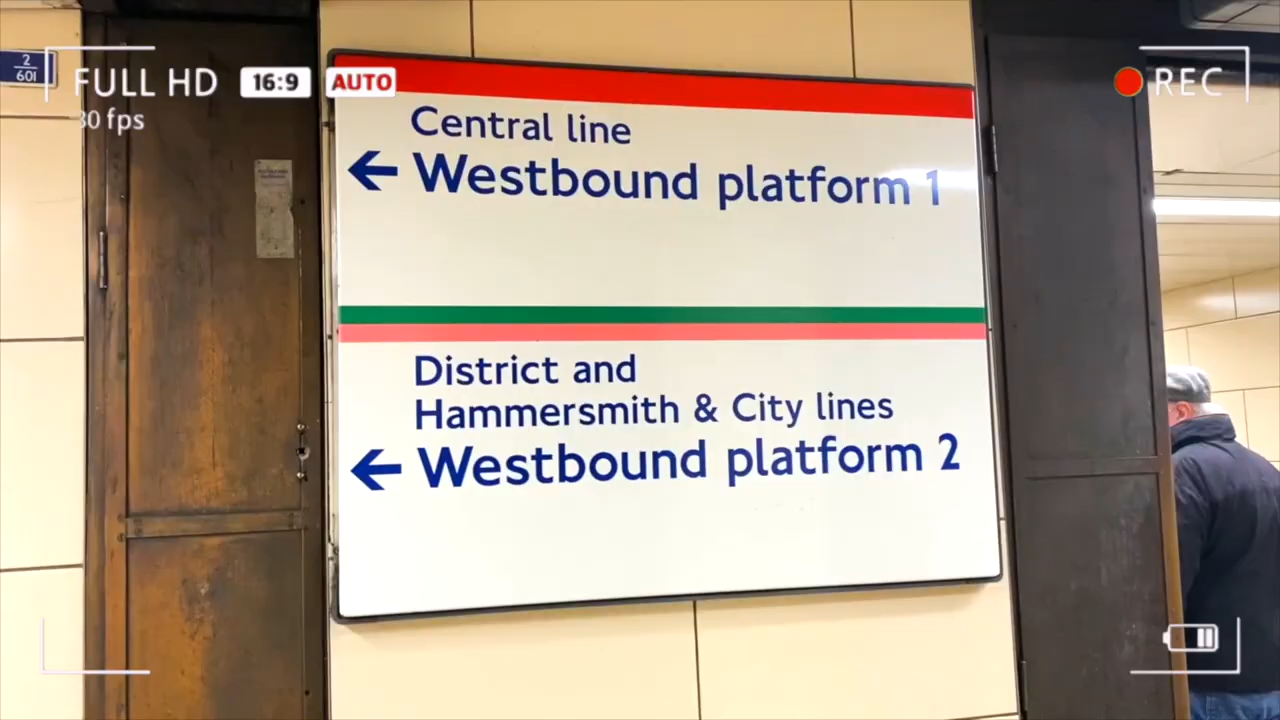 2
601
FULL HD 16:9 AUTO
30 fps
REC
Central line
← Westbound platform 1
District and
Hammersmith & City lines
← Westbound platform 2